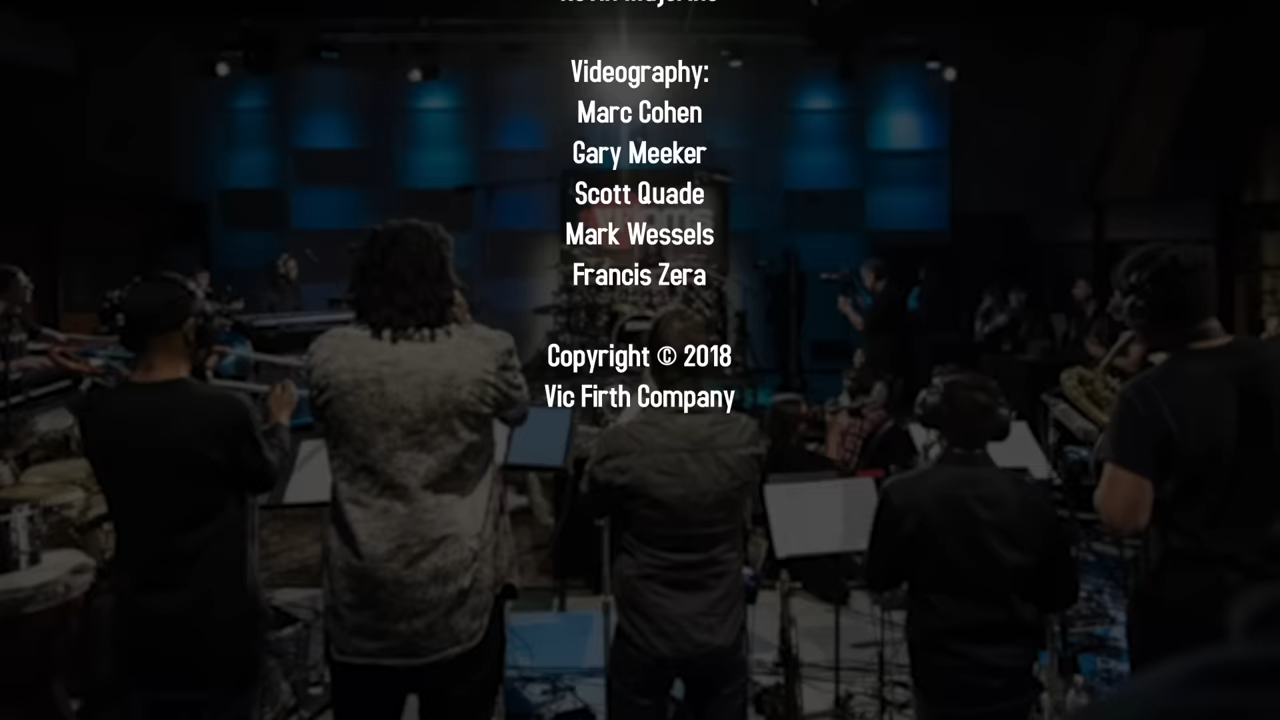 Videography:
Marc Cohen
Gary Meeker
Scott Quade
Mark Wessels
Francis Zera
Copyright © 2018
Vic Firth Company